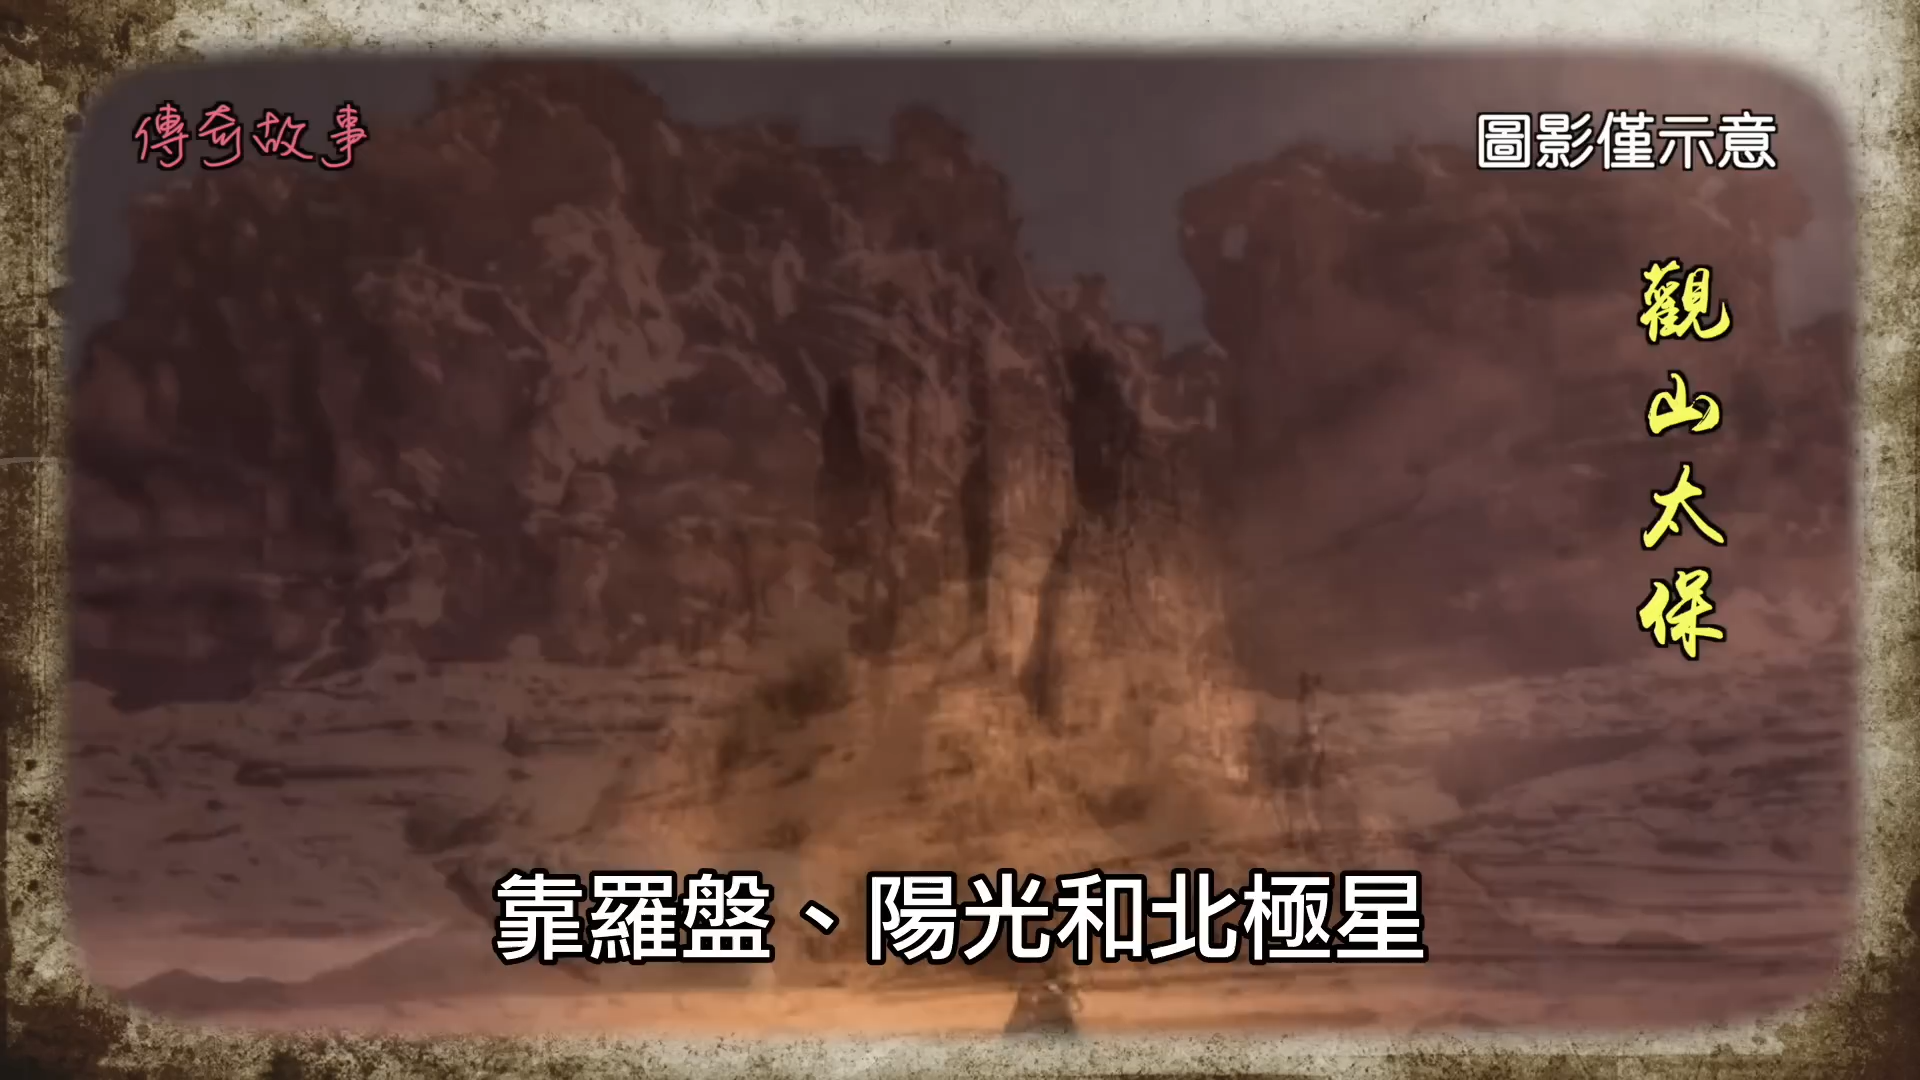 傳奇故事
圖影僅示意
觀山太保
靠羅盤、陽光和北極星